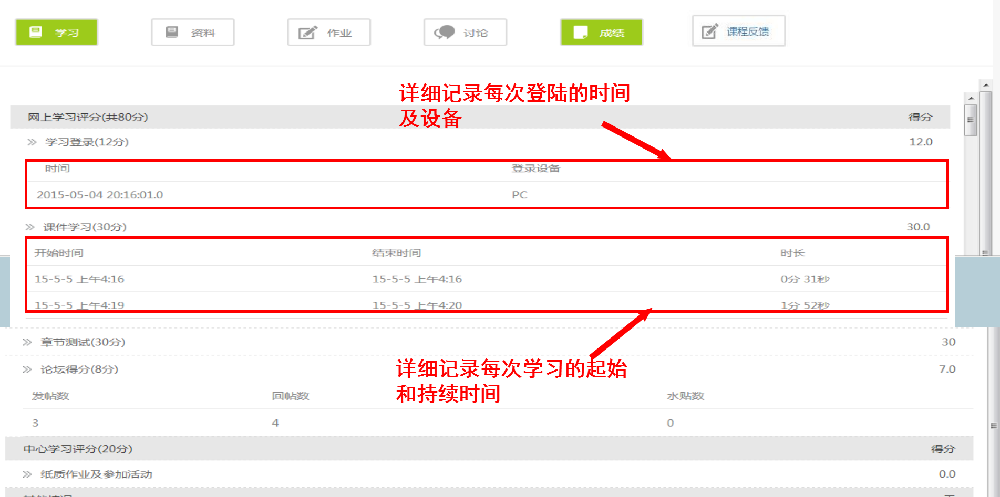 学习 资料 作业 讨论 成绩 课程反馈
详细记录每次登陆的时间
及设备
网上学习评分(共80分) 得分
学习登录(12分) 12.0
时间 登录设备
2015-05-04 20:16:01.0 PC
课件学习(30分) 30.0
开始时间 结束时间 时长
15-5-5 上午4:16 15-5-5 上午4:16 0分 31秒
15-5-5 上午4:19 15-5-5 上午4:20 1分 52秒
章节测试(30分) 30
论坛得分(8分) 7.0
详细记录每次学习的起始
和持续时间
发帖数 回帖数 水贴数
3 4 0
中心学习评分(20分) 得分
纸质作业及参加活动 0.0